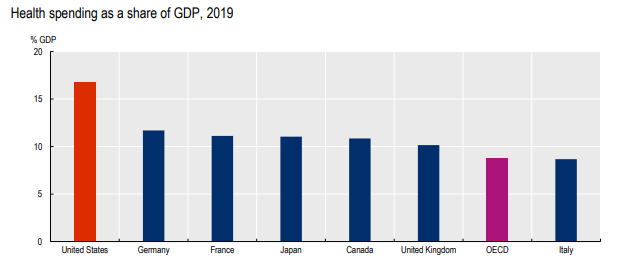 Health spending as a share of GDP, 2019
% GDP
20
15
10
5
0
United States Germany France Japan Canada United Kingdom OECD Italy